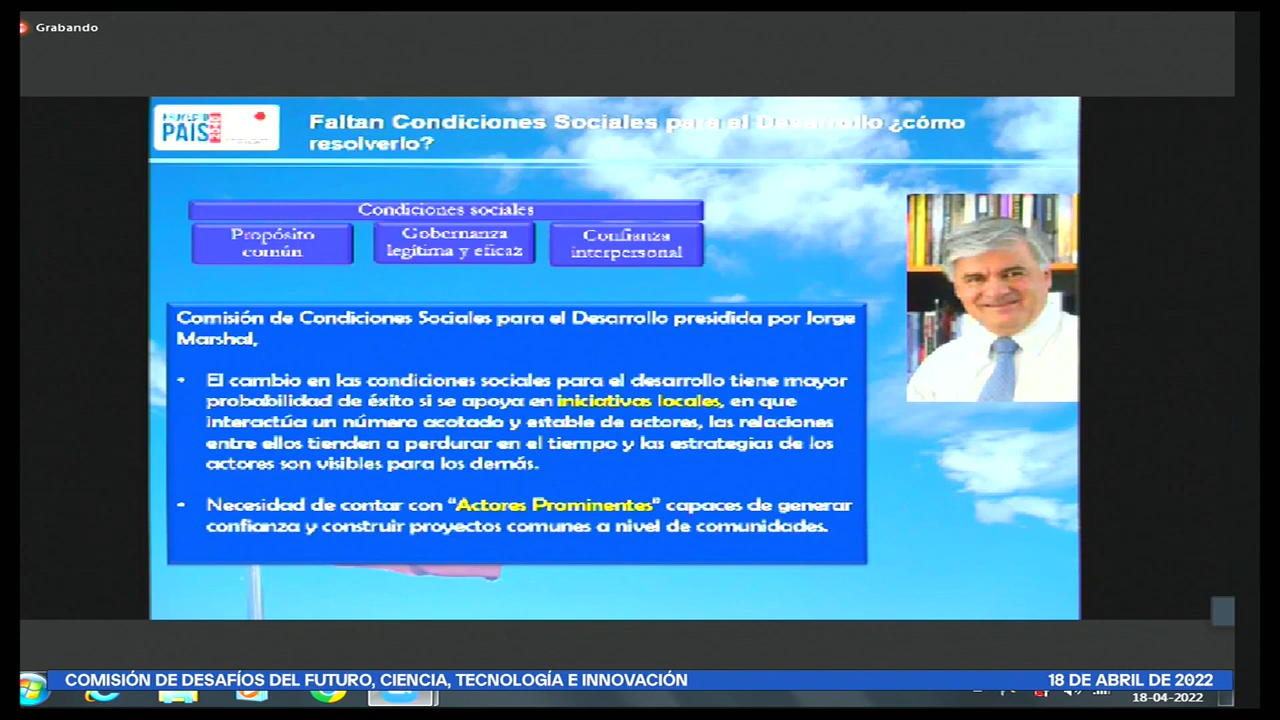 Grabando
PAÍS
Faltan Condiciones Sociales para el Desarrollo ¿cómo
resolverlo?
Condiciones sociales
Propósito
común
Gobernanza
legítima y eficaz
Confianza
interpersonal
Comisión de Condiciones Sociales para el Desarrollo presidida por Jorge
Marshal,
• El cambio en las condiciones sociales para el desarrollo tiene mayor
probabilidad de éxito si se apoya en iniciativas locales, en que
interactúa un número acotado y estable de actores, las relaciones
entre ellos tienden a perdurar en el tiempo y las estrategias de los
actores son visibles para los demás.
• Necesidad de contar con “Actores Prominentes” capaces de generar
confianza y construir proyectos comunes a nivel de comunidades.
COMISIÓN DE DESAFÍOS DEL FUTURO, CIENCIA, TECNOLOGÍA E INNOVACIÓN
18 DE ABRIL DE 2022
18-04-2022